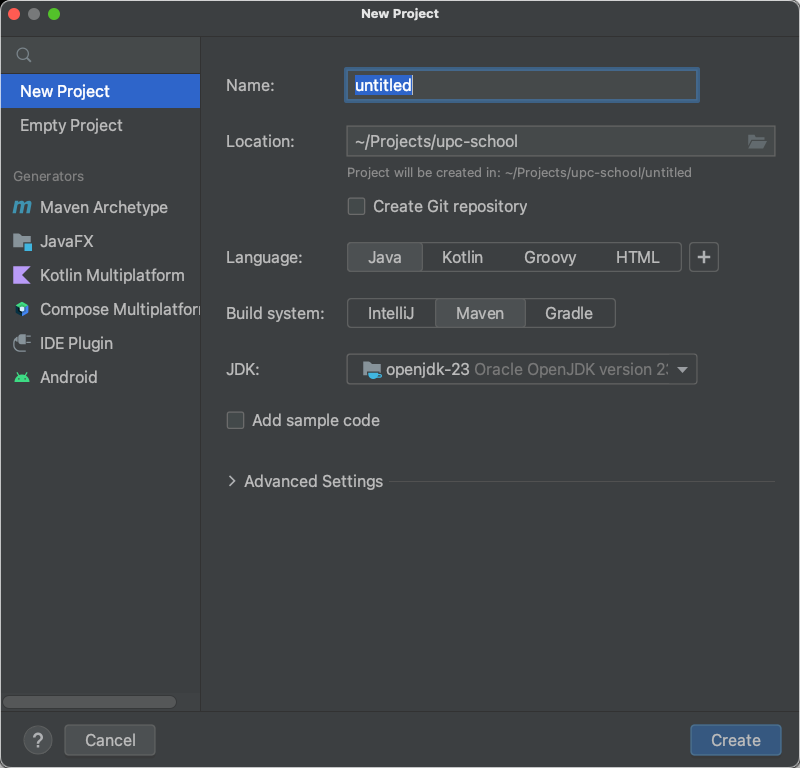 New Project
New Project
Empty Project
Generators
Maven Archetype
JavaFX
Kotlin Multiplatform
Compose Multiplatfor
IDE Plugin
Android
Name: untitled
Location: ~/Projects/upc-school
Project will be created in: ~/Projects/upc-school/untitled
Create Git repository
Language: Java Kotlin Groovy HTML +
Build system: IntelliJ Maven Gradle
JDK: openjdk-23 Oracle OpenJDK version 23
Add sample code
Advanced Settings
? Cancel Create